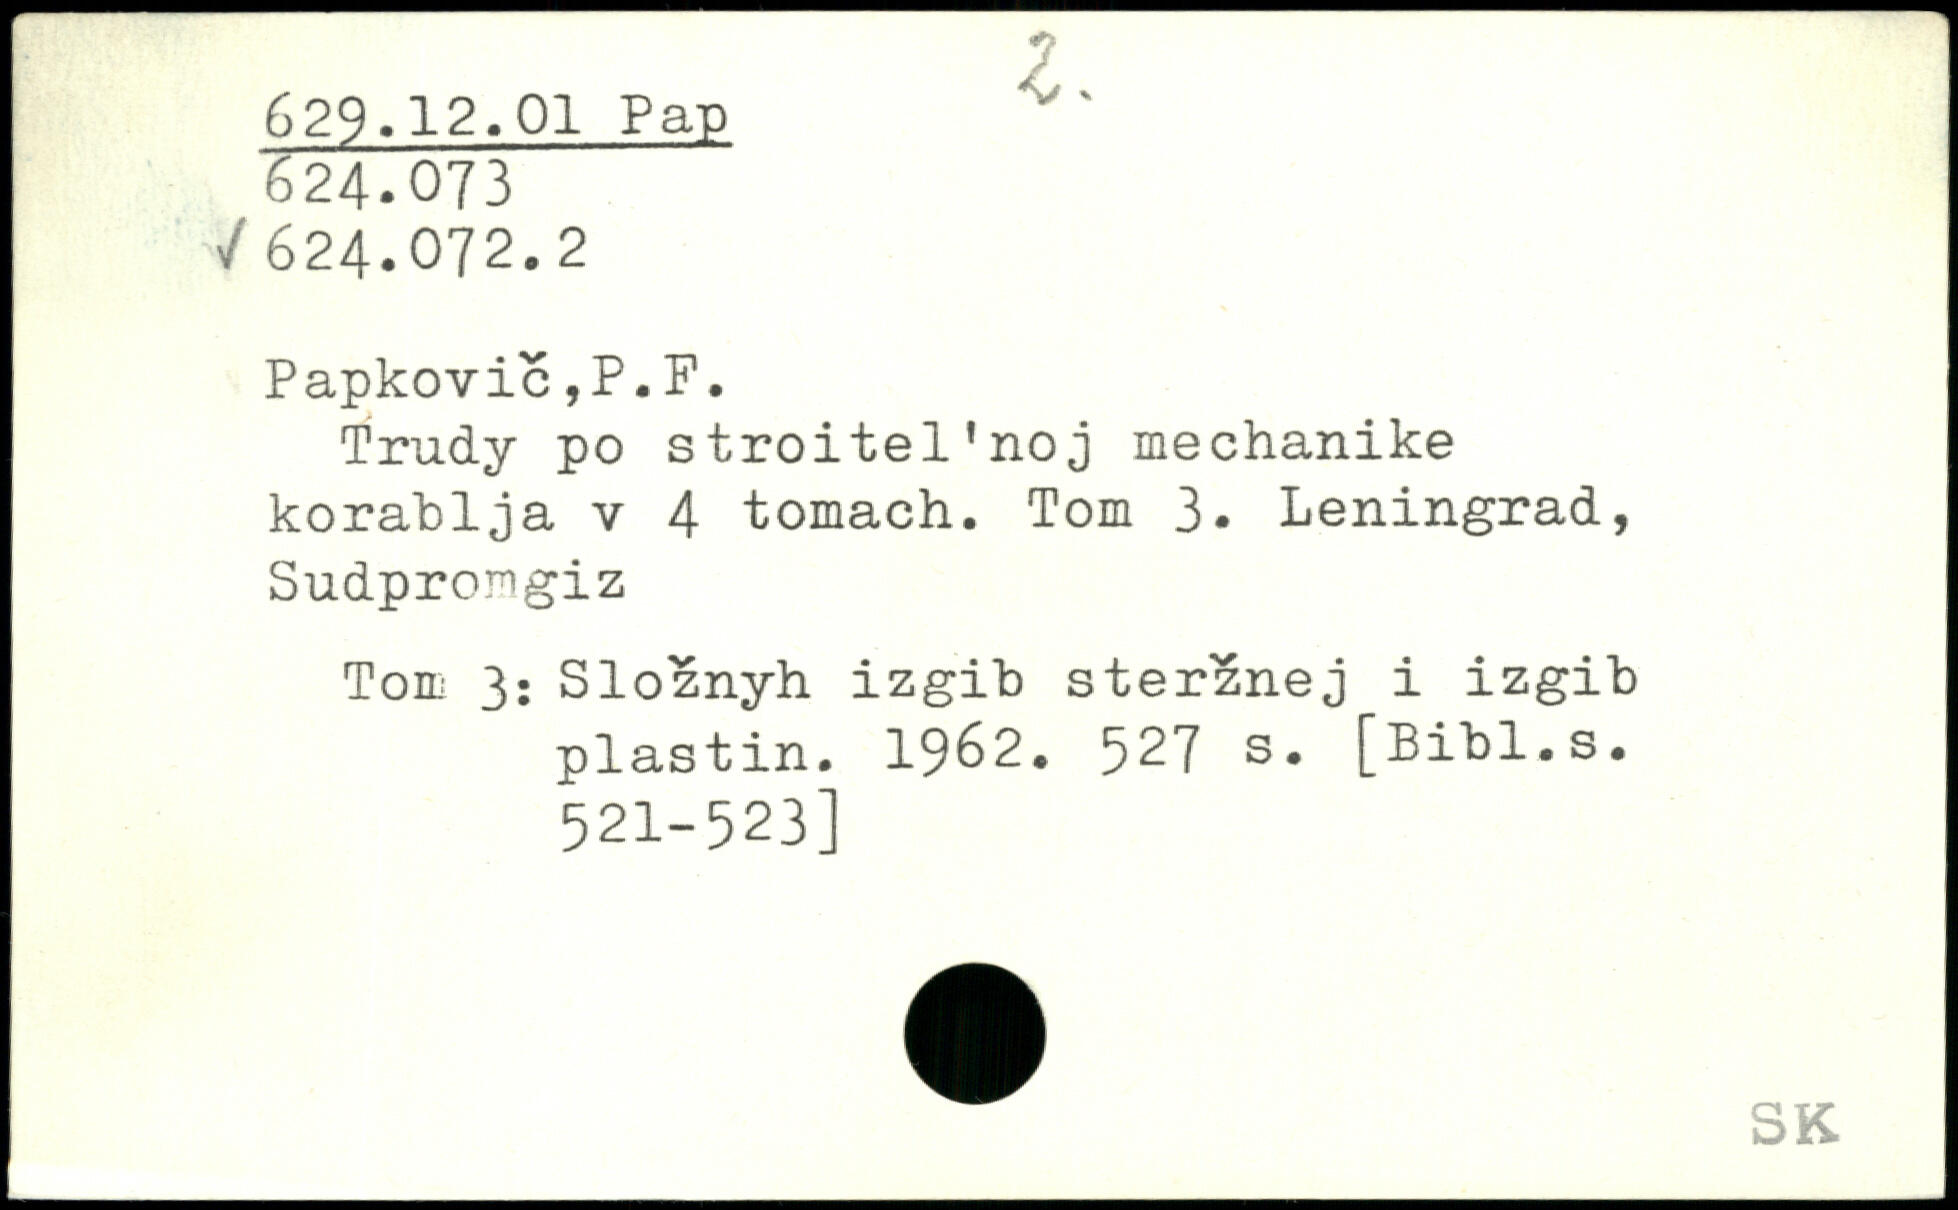 2.
629.12.01 Pap
624.073
✓ 624.072.2
Papkovič,P.F.
Trudy po stroitel'noj mechanike
korablja v 4 tomach. Tom 3. Leningrad,
Sudpromgiz
Tom 3: Složnyh izgib steržnej i izgib
plastin. 1962. 527 s. [Bibl.s.
521-523]
SK